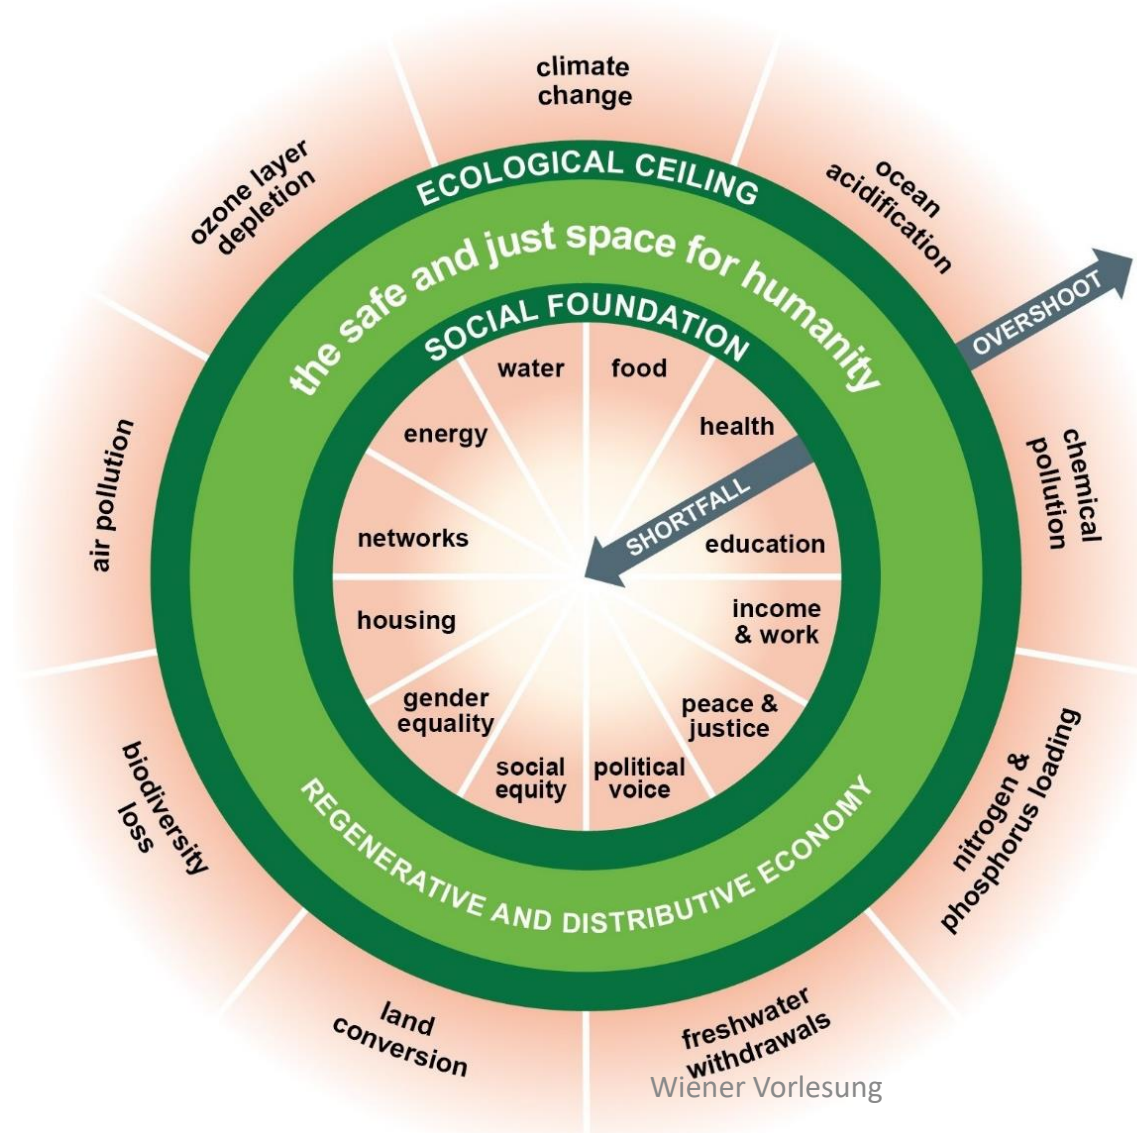 climate
change
ocean
acidification
OVERSHOOT
chemical
pollution
nitrogen &
phosphorus loading
freshwater
withdrawals
land
conversion
biodiversity
loss
air pollution
ozone layer
depletion
ECOLOGICAL CEILING
the safe and just space for humanity
SOCIAL FOUNDATION
water
food
health
SHORTFALL
education
income
& work
peace &
justice
political
voice
social
equity
gender
equality
housing
networks
energy
REGENERATIVE AND DISTRIBUTIVE ECONOMY
Wiener Vorlesung